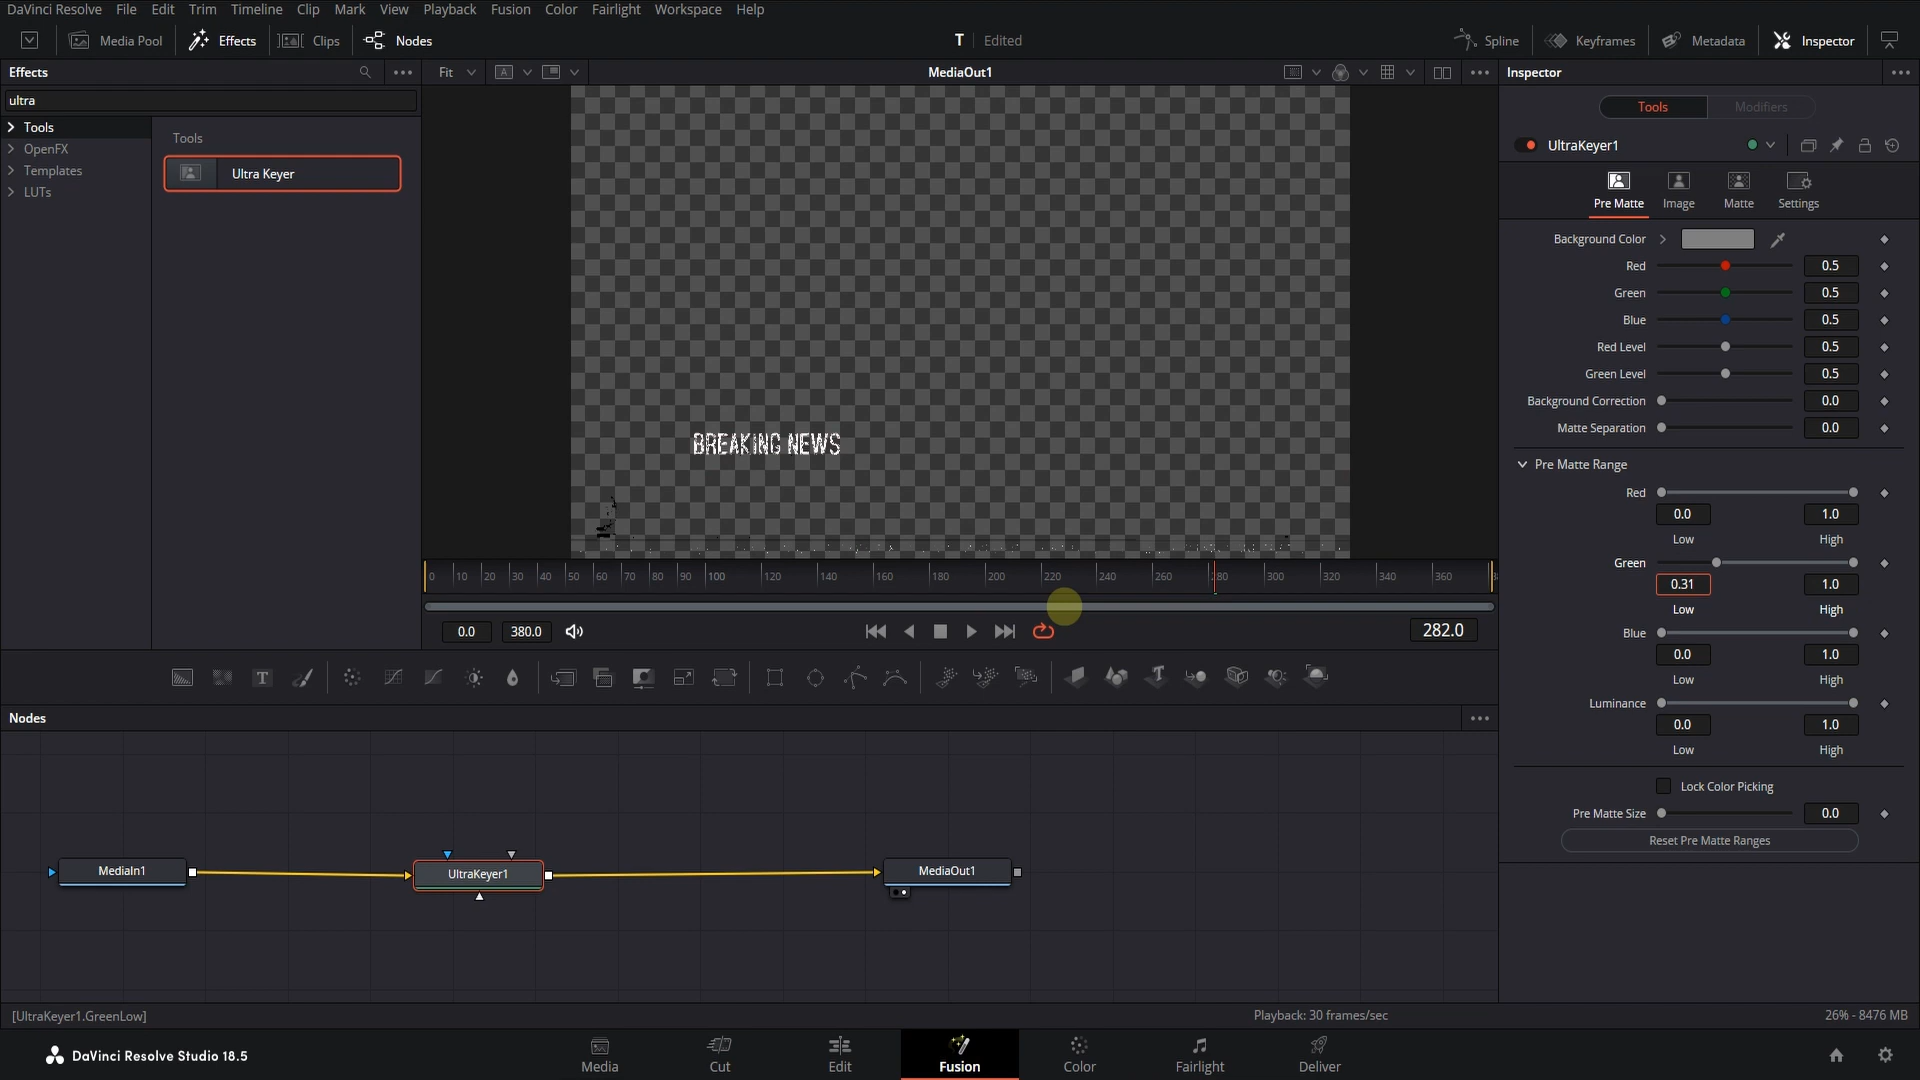 DaVinci Resolve File Edit Trim Timeline Clip Mark View Playback Fusion Color Fairlight Workspace Help
Media Pool Effects Clips Nodes T Edited Spline Keyframes Metadata Inspector
Effects Fit A MediaOut1 Inspector
ultra
Tools Modifiers
Tools
OpenFX
Templates
LUTs
Tools
Ultra Keyer
UltraKeyer1
Pre Matte Image Matte Settings
Background Color
Red 0.5
Green 0.5
Blue 0.5
Red Level 0.5
Green Level 0.5
Background Correction 0.0
Matte Separation 0.0
Pre Matte Range
Red
0.0 1.0
Low High
Green
0.31 1.0
Low High
Blue
0.0 1.0
Low High
Luminance
0.0 1.0
Low High
Lock Color Picking
Pre Matte Size 0.0
Reset Pre Matte Ranges
BREAKING NEWS
0 10 20 30 40 50 60 70 80 90 100 120 140 160 180 200 220 240 260 280 300 320 340 360
0.0 380.0 282.0
T T
Nodes
MediaIn1 UltraKeyer1 MediaOut1
[UltraKeyer1.GreenLow] Playback: 30 frames/sec 26% - 8476 MB
DaVinci Resolve Studio 18.5
Media Cut Edit Fusion Color Fairlight Deliver